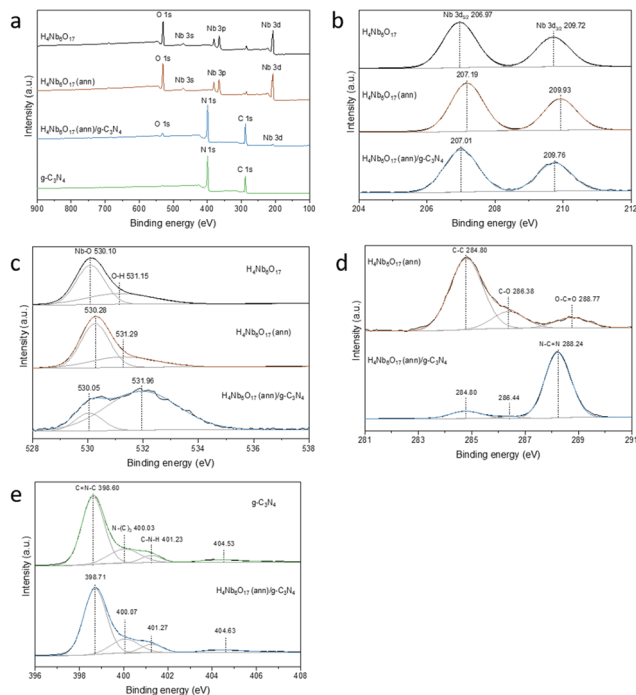 a
O 1s
Nb 3s
Nb 3p
Nb 3d
H₄Nb₆O₁₇
O 1s
Nb 3s
Nb 3p
Nb 3d
H₄Nb₆O₁₇(ann)
N 1s
O 1s
C 1s
Nb 3d
H₄Nb₆O₁₇(ann)/g-C₃N₄
N 1s
C 1s
g-C₃N₄
Intensity (a.u.)
900 800 700 600 500 400 300 200 100
Binding energy (eV)
b
Nb 3d₅/₂ 206.97
Nb 3d₃/₂ 209.72
H₄Nb₆O₁₇
207.19
209.93
H₄Nb₆O₁₇(ann)
207.01
209.76
H₄Nb₆O₁₇(ann)/g-C₃N₄
Intensity (a.u.)
204 206 208 210 212
Binding energy (eV)
c
Nb-O 530.10
O-H 531.15
H₄Nb₆O₁₇
530.28
531.29
H₄Nb₆O₁₇(ann)
530.05
531.96
H₄Nb₆O₁₇(ann)/g-C₃N₄
Intensity (a.u.)
528 530 532 534 536 538
Binding energy (eV)
d
H₄Nb₆O₁₇(ann)
C-C 284.80
C-O 286.38
O-C=O 288.77
H₄Nb₆O₁₇(ann)/g-C₃N₄
N-C=N 288.24
284.80
286.44
Intensity (a.u.)
281 283 285 287 289 291
Binding energy (eV)
e
C=N-C 398.60
g-C₃N₄
N-(C)₃ 400.03
C-N-H 401.23
404.53
398.71
H₄Nb₆O₁₇(ann)/g-C₃N₄
400.07
401.27
404.63
Intensity (a.u.)
396 398 400 402 404 406 408
Binding energy (eV)